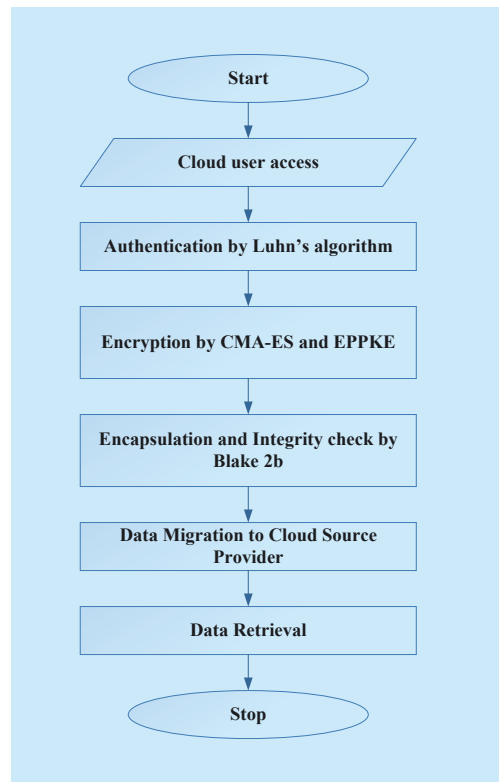 Start
Cloud user access
Authentication by Luhn's algorithm
Encryption by CMA-ES and EPPKE
Encapsulation and Integrity check by
Blake 2b
Data Migration to Cloud Source
Provider
Data Retrieval
Stop